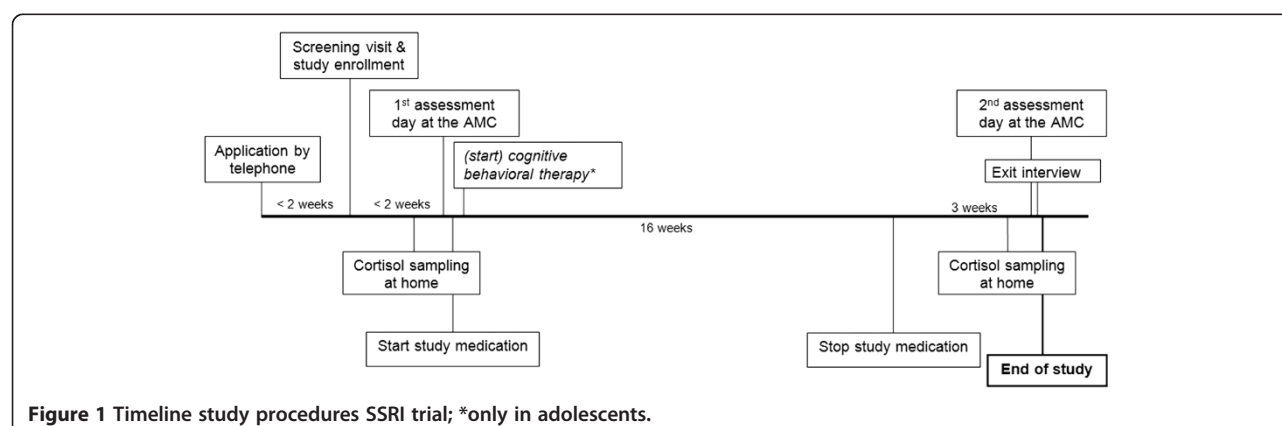 Screening visit &
study enrollment
1st assessment
day at the AMC
2nd assessment
day at the AMC
Application by
telephone
(start) cognitive
behavioral therapy*
Exit interview
< 2 weeks
< 2 weeks
3 weeks
16 weeks
Cortisol sampling
at home
Cortisol sampling
at home
Start study medication
Stop study medication
End of study
Figure 1 Timeline study procedures SSRI trial; *only in adolescents.